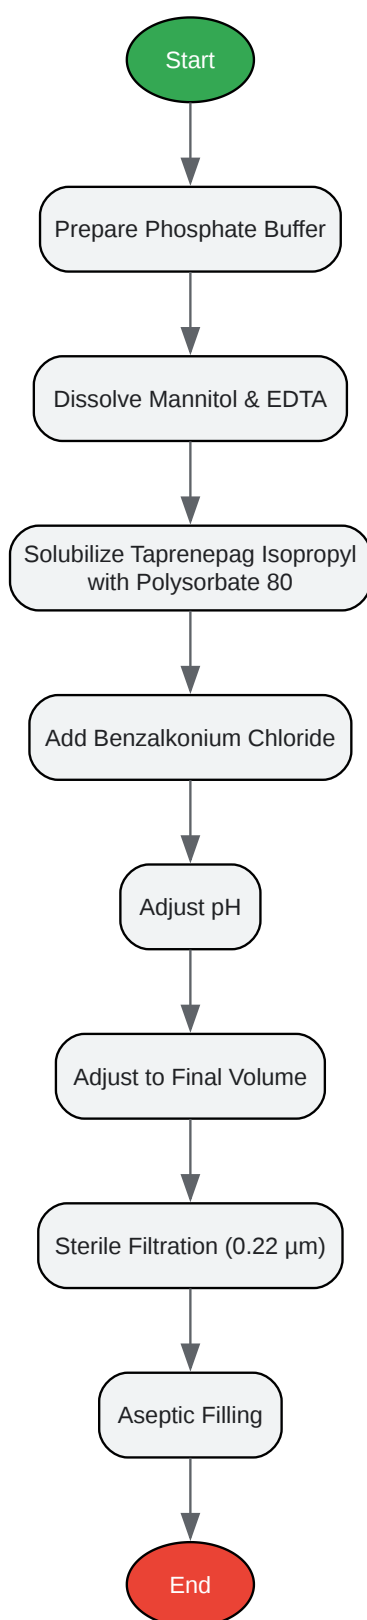 Start
Prepare Phosphate Buffer
Dissolve Mannitol & EDTA
Solubilize Taprenepag Isopropyl
with Polysorbate 80
Add Benzalkonium Chloride
Adjust pH
Adjust to Final Volume
Sterile Filtration (0.22 µm)
Aseptic Filling
End